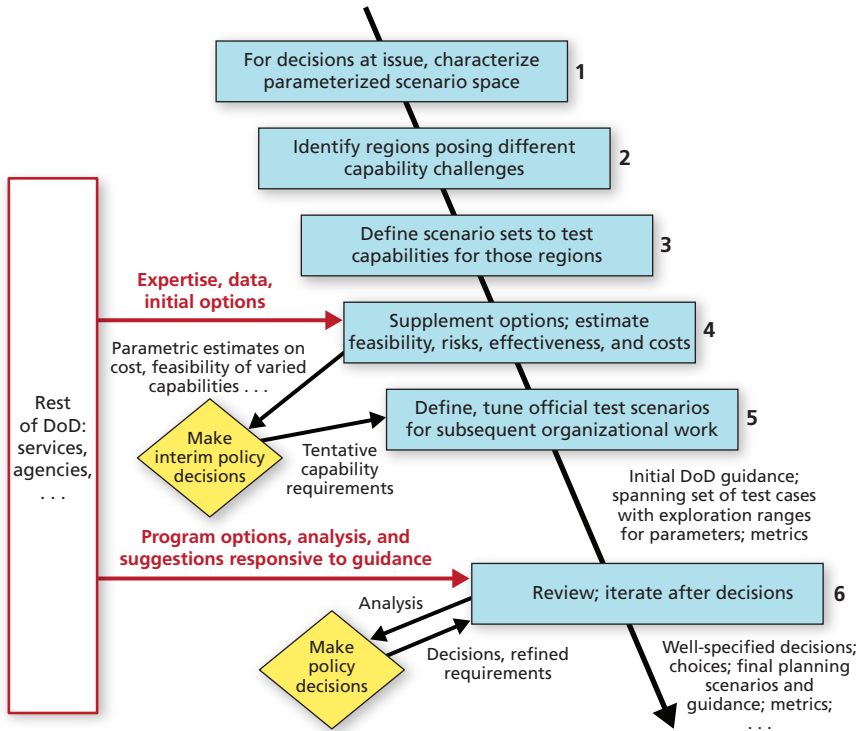 For decisions at issue, characterize
parameterized scenario space
1
Identify regions posing different
capability challenges
2
Define scenario sets to test
capabilities for those regions
3
Expertise, data,
initial options
Supplement options; estimate
feasibility, risks, effectiveness, and costs
4
Parametric estimates on
cost, feasibility of varied
capabilities . . .
Rest
of DoD:
services,
agencies,
. . .
Make
interim policy
decisions
Tentative
capability
requirements
Define, tune official test scenarios
for subsequent organizational work
5
Initial DoD guidance;
spanning set of test cases
with exploration ranges
for parameters; metrics
Program options, analysis, and
suggestions responsive to guidance
Review; iterate after decisions
6
Analysis
Make
policy
decisions
Decisions, refined
requirements
Well-specified decisions;
choices; final planning
scenarios and
guidance; metrics;
. . .